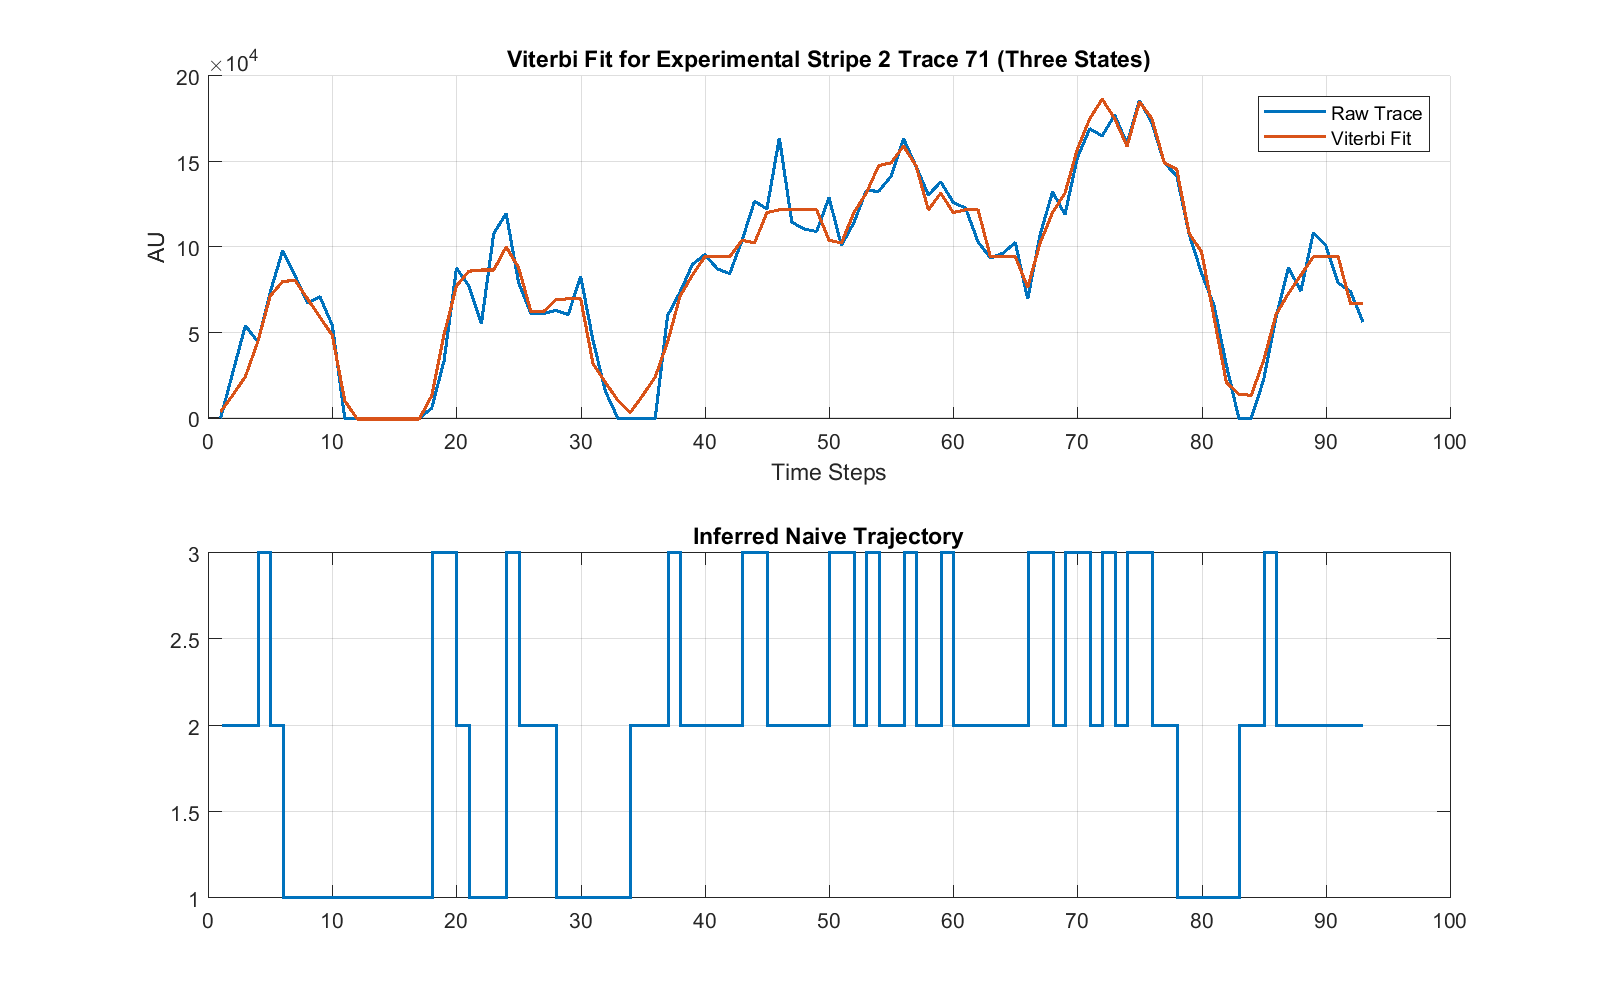 Viterbi Fit for Experimental Stripe 2 Trace 71 (Three States)
×10⁴
20
15
10
5
0
AU
Raw Trace
Viterbi Fit
0 10 20 30 40 50 60 70 80 90 100
Time Steps
Inferred Naive Trajectory
3
2.5
2
1.5
1
0 10 20 30 40 50 60 70 80 90 100